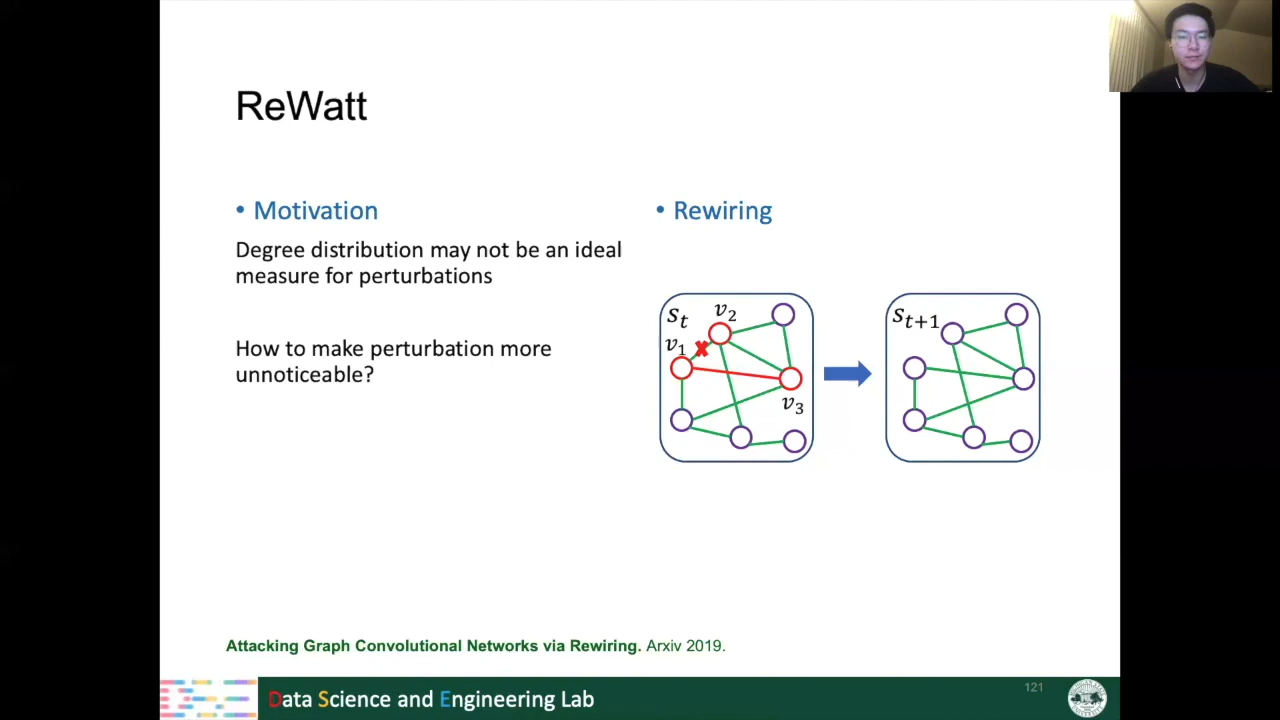 ReWatt
• Motivation
Degree distribution may not be an ideal
measure for perturbations
How to make perturbation more
unnoticeable?
• Rewiring
S_t
v_2
v_1
v_3
S_{t+1}
Attacking Graph Convolutional Networks via Rewiring. Arxiv 2019.
Data Science and Engineering Lab
121